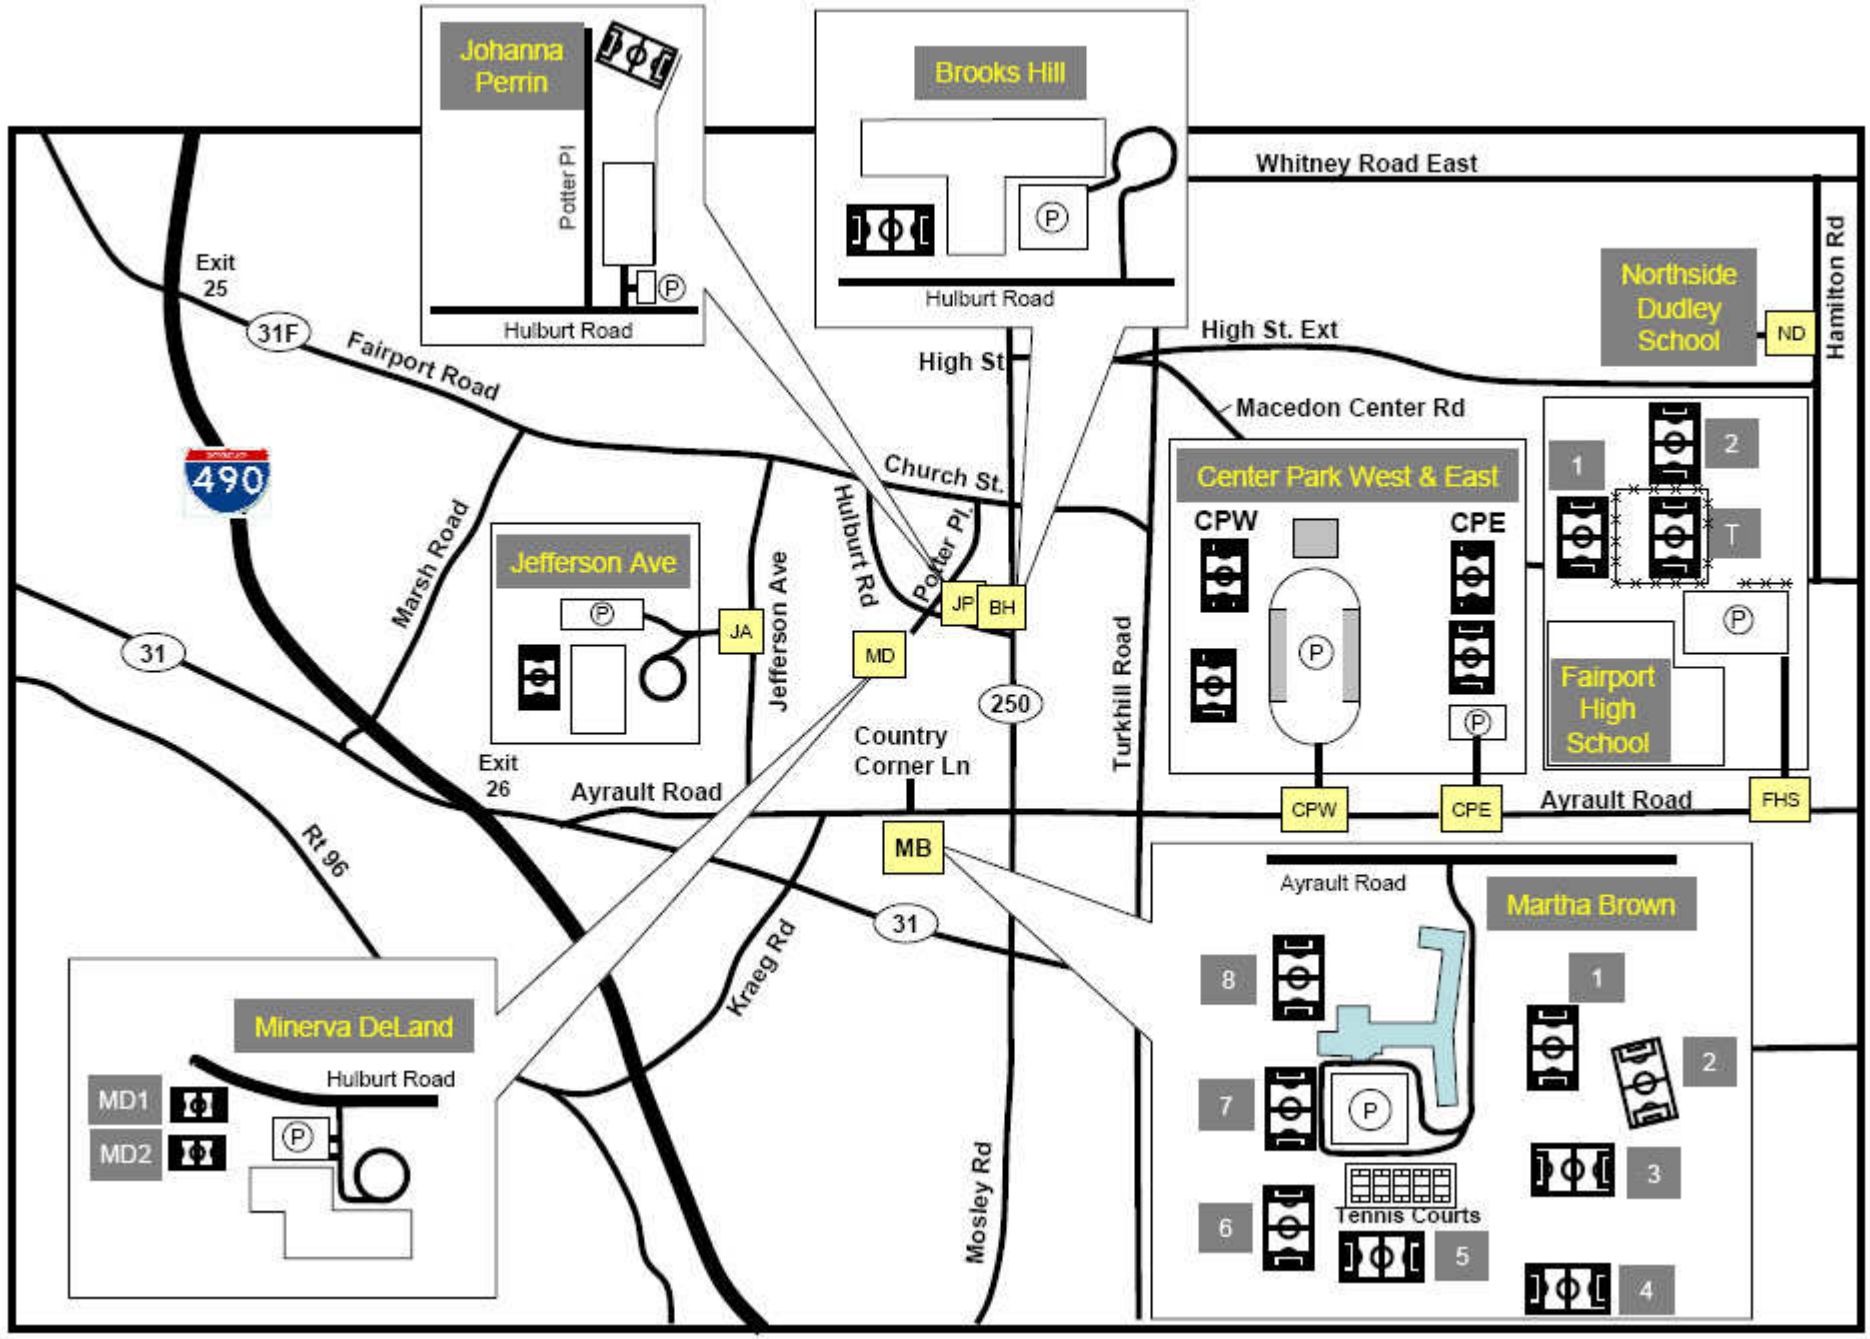 Johanna
Perrin
Potter Pl
P
Hulburt Road
Brooks Hill
P
Hulburt Road
Whitney Road East
Hamilton Rd
Northside
Dudley
School
ND
Exit
25
31F
Fairport Road
High St
High St. Ext
Macedon Center Rd
490
Marsh Road
31
Church St.
Hulburt Rd
Potter Pl.
JP
BH
MD
Jefferson Ave
P
JA
Jefferson Ave
250
Turkhill Road
Country
Corner Ln
Exit
26
Ayrault Road
Center Park West & East
CPW
CPE
P
P
CPW
CPE
1
2
T
P
Fairport
High
School
FHS
Ayrault Road
MB
31
Kraeg Rd
Rt 96
Mosley Rd
Minerva DeLand
Hulburt Road
MD1
MD2
P
Ayrault Road
Martha Brown
8
1
2
7
P
3
6
Tennis Courts
5
4